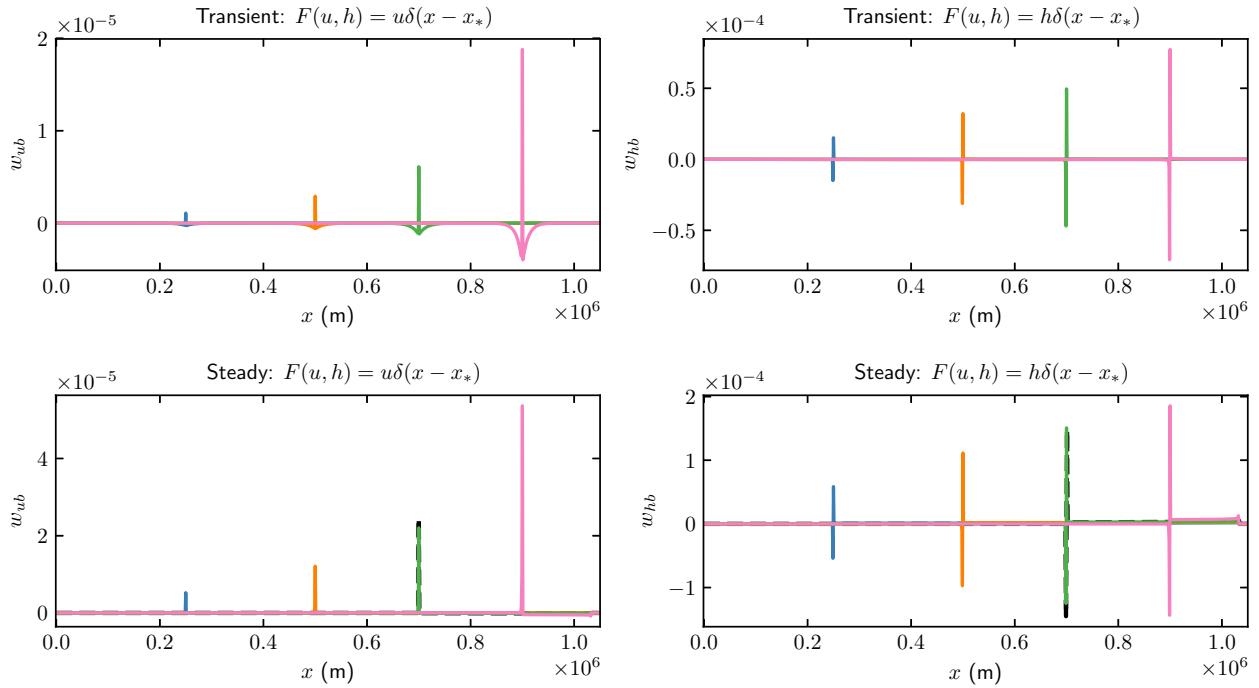 Transient: F(u, h) = uδ(x − x∗)
×10⁻⁵
2
1
0
w_ub
0.0 0.2 0.4 0.6 0.8 1.0
×10⁶
x (m)
Transient: F(u, h) = hδ(x − x∗)
×10⁻⁴
0.5
0.0
−0.5
w_hb
0.0 0.2 0.4 0.6 0.8 1.0
×10⁶
x (m)
Steady: F(u, h) = uδ(x − x∗)
×10⁻⁵
4
2
0
w_ub
0.0 0.2 0.4 0.6 0.8 1.0
×10⁶
x (m)
Steady: F(u, h) = hδ(x − x∗)
×10⁻⁴
2
1
0
−1
w_hb
0.0 0.2 0.4 0.6 0.8 1.0
×10⁶
x (m)